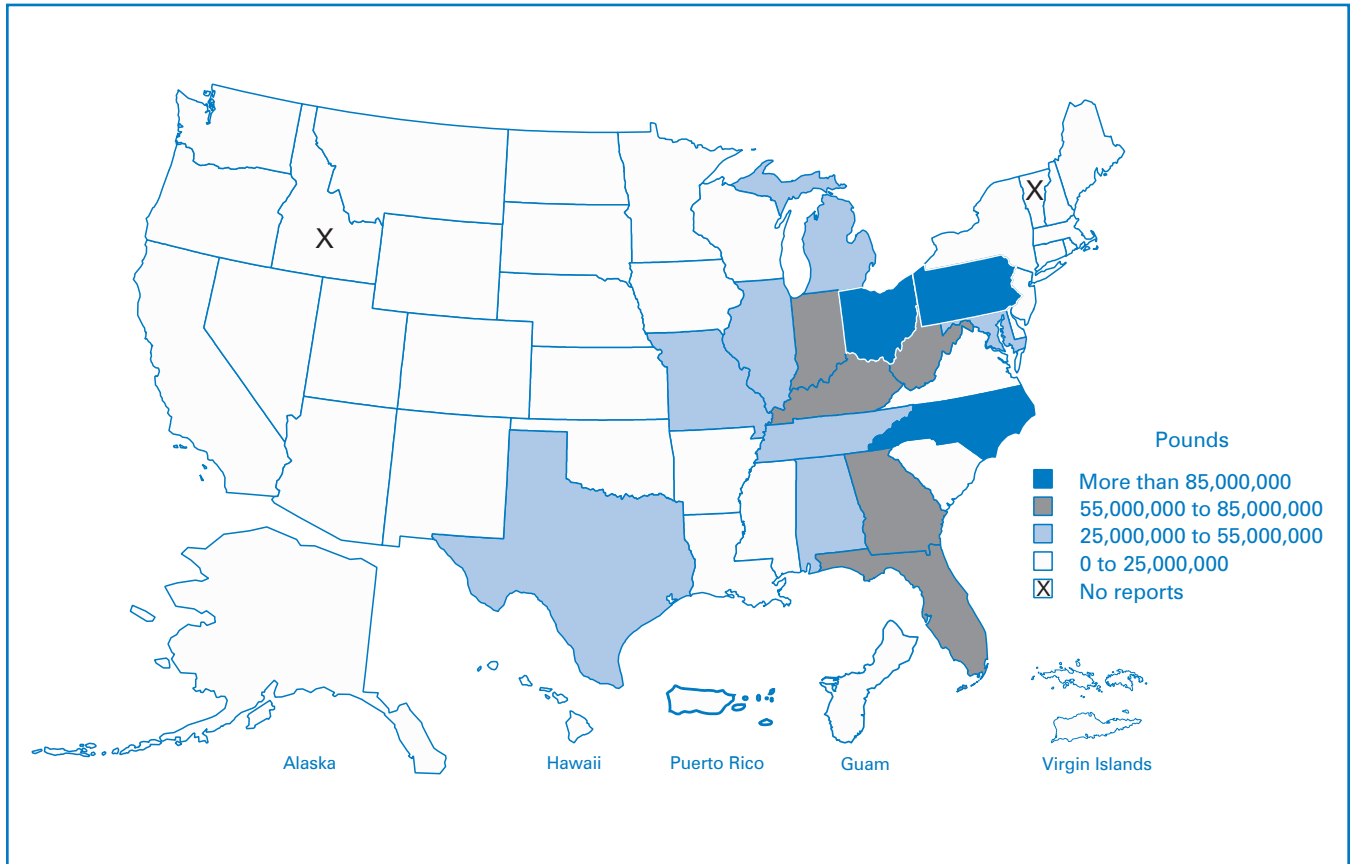 X
X
Pounds
More than 85,000,000
55,000,000 to 85,000,000
25,000,000 to 55,000,000
0 to 25,000,000
X No reports
Alaska
Hawaii
Puerto Rico
Guam
Virgin Islands